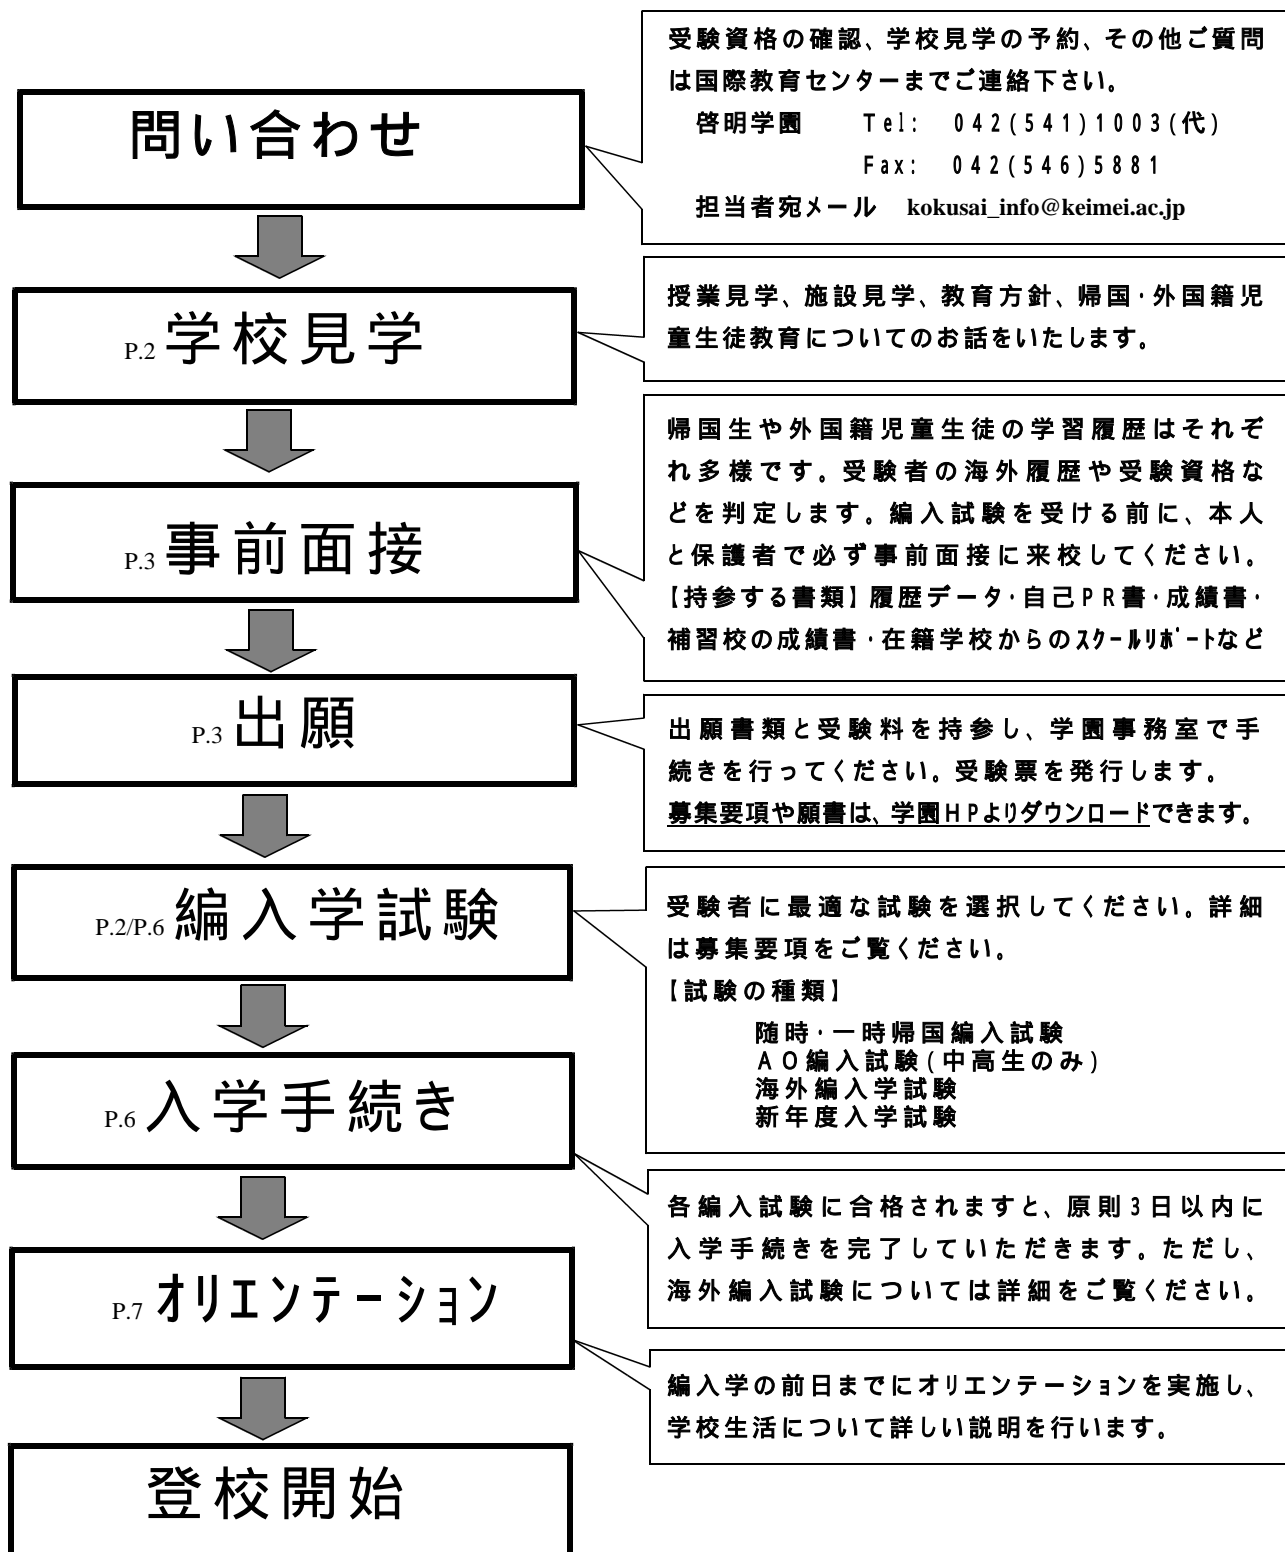 問い合わせ
受験資格の確認、学校見学の予約、その他ご質問
は国際教育センターまでご連絡下さい。
啓明学園 Tel: 042(541)1003(代)
Fax: 042(546)5881
担当者宛メール kokusai_info@keimei.ac.jp
P.2 学校見学
授業見学、施設見学、教育方針、帰国・外国籍児
童生徒教育についてのお話をいたします。
P.3 事前面接
帰国生や外国籍児童生徒の学習履歴はそれぞ
れ多様です。受験者の海外履歴や受験資格な
どを判定します。編入試験を受ける前に、本人
と保護者で必ず事前面接に来校してください。
【持参する書類】履歴データ・自己PR書・成績書・
補習校の成績書・在籍学校からのｽｸｰﾙﾘﾎﾟｰﾄなど
P.3 出願
出願書類と受験料を持参し、学園事務室で手
続きを行ってください。受験票を発行します。
募集要項や願書は、学園HPよりダウンロードできます。
P.2/P.6 編入学試験
受験者に最適な試験を選択してください。詳細
は募集要項をご覧ください。
【試験の種類】
随時・一時帰国編入試験
AO編入試験(中高生のみ)
海外編入学試験
新年度入学試験
P.6 入学手続き
各編入試験に合格されますと、原則3日以内に
入学手続きを完了していただきます。ただし、
海外編入試験については詳細をご覧ください。
P.7 オリエンテーション
編入学の前日までにオリエンテーションを実施し、
学校生活について詳しい説明を行います。
登校開始